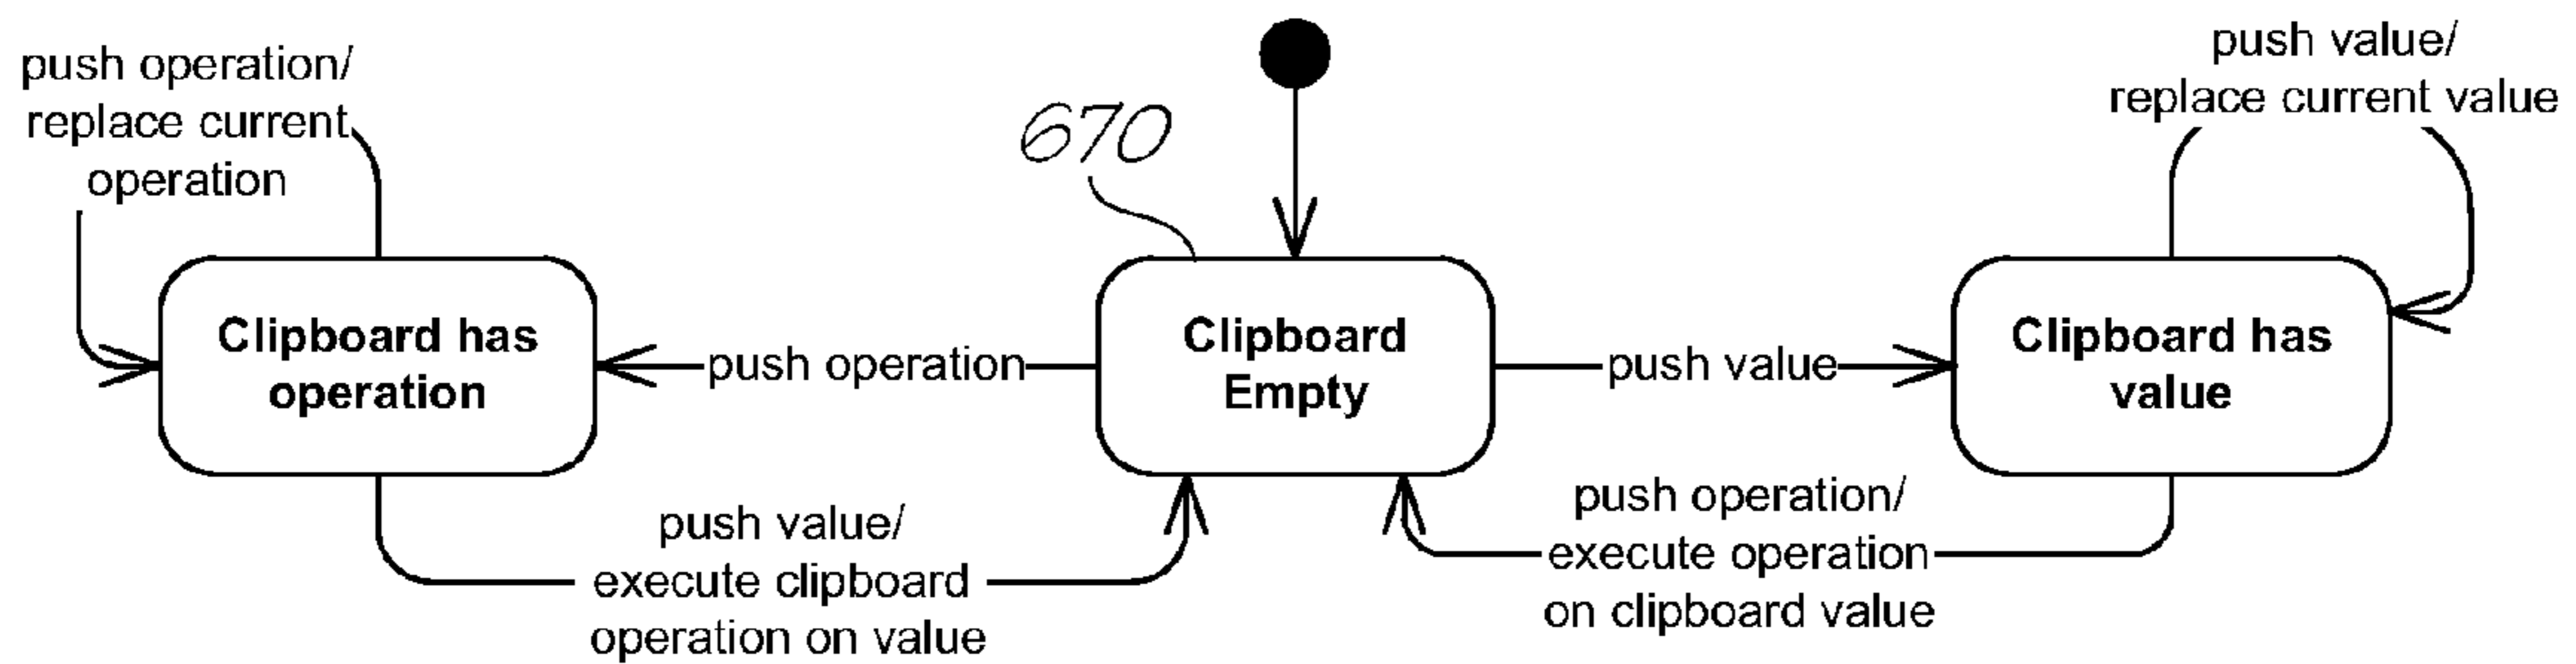 push operation/
replace current
operation
670
push value/
replace current value
Clipboard has
operation
push operation
Clipboard
Empty
push value
Clipboard has
value
push value/
execute clipboard
operation on value
push operation/
execute operation
on clipboard value